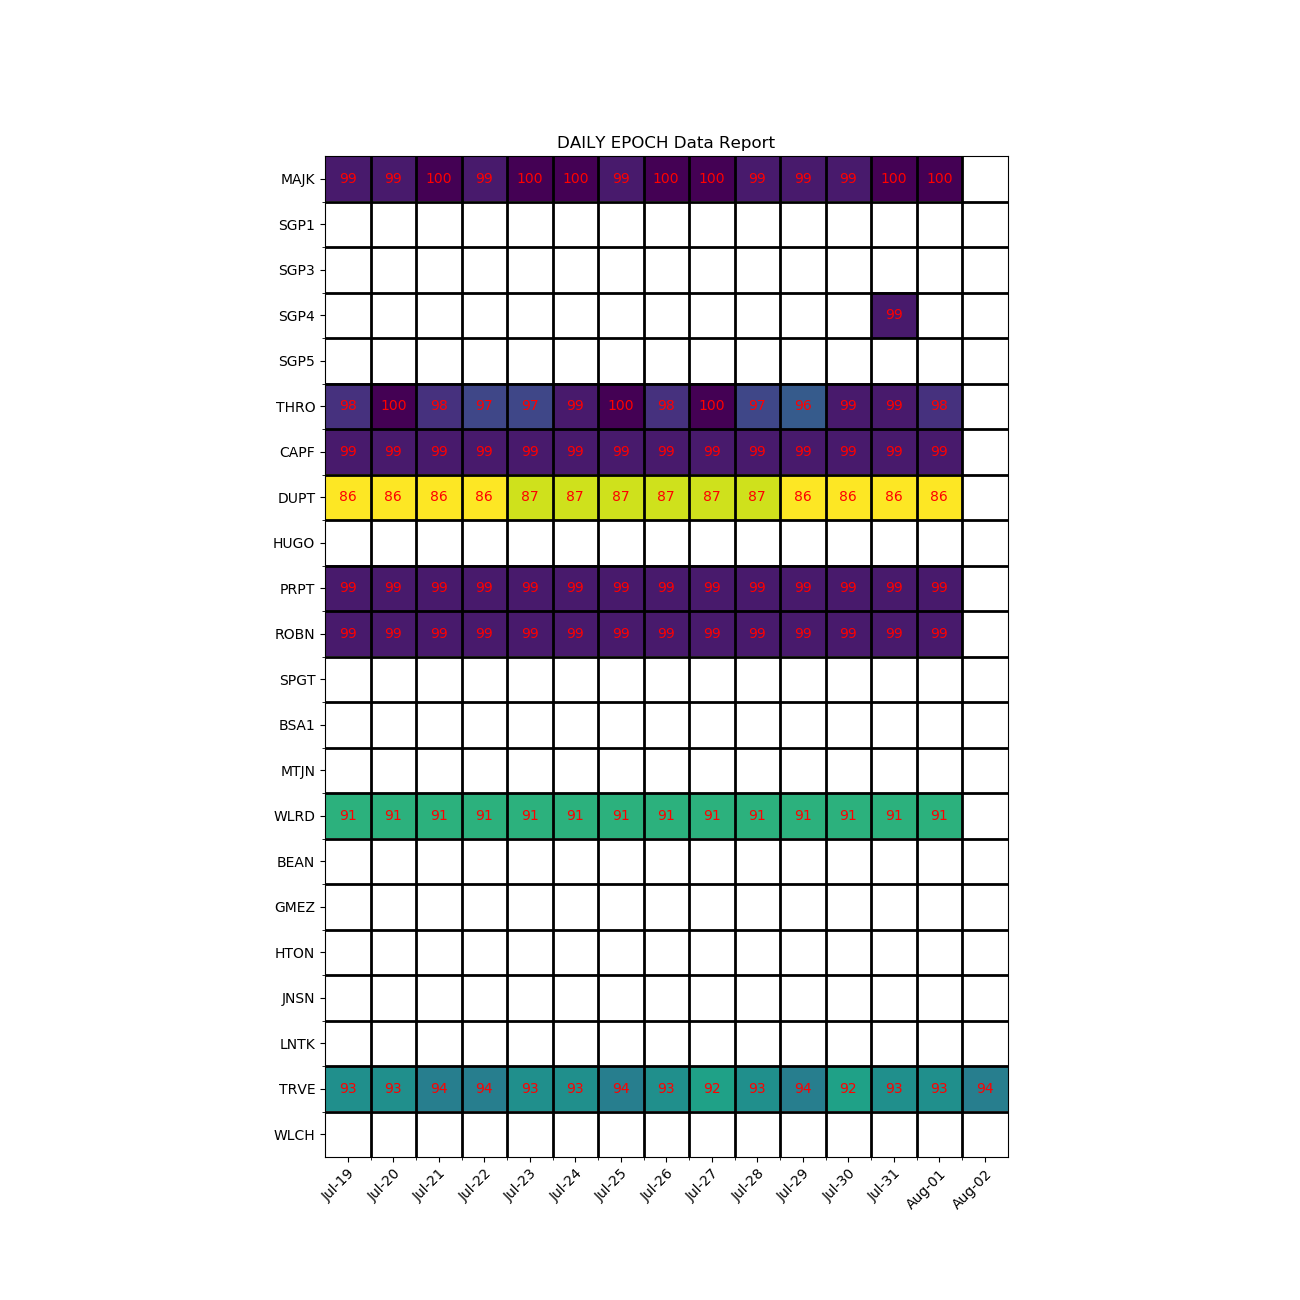 DAILY EPOCH Data Report
MAJK 99 99 100 99 100 100 99 100 100 99 99 99 100 100
SGP1
SGP3
SGP4 99
SGP5
THRO 98 100 98 97 97 99 100 98 100 97 96 99 99 98
CAPF 99 99 99 99 99 99 99 99 99 99 99 99 99 99
DUPT 86 86 86 86 87 87 87 87 87 87 86 86 86 86
HUGO
PRPT 99 99 99 99 99 99 99 99 99 99 99 99 99 99
ROBN 99 99 99 99 99 99 99 99 99 99 99 99 99 99
SPGT
BSA1
MTJN
WLRD 91 91 91 91 91 91 91 91 91 91 91 91 91 91
BEAN
GMEZ
HTON
JNSN
LNTK
TRVE 93 93 94 94 93 93 94 93 92 93 94 92 93 93 94
WLCH
Jul-19 Jul-20 Jul-21 Jul-22 Jul-23 Jul-24 Jul-25 Jul-26 Jul-27 Jul-28 Jul-29 Jul-30 Jul-31 Aug-01 Aug-02